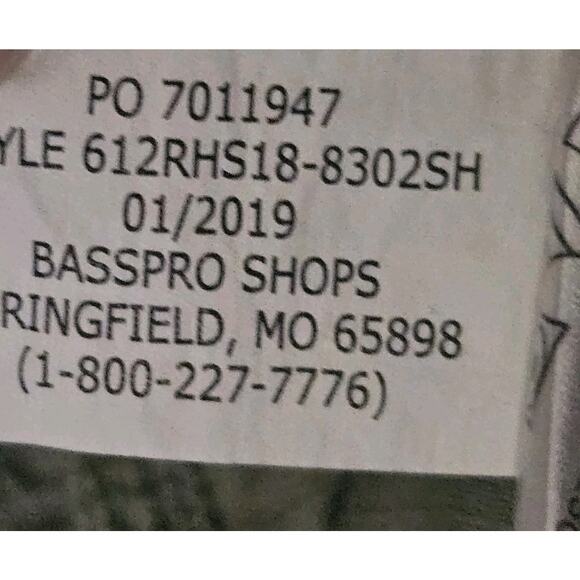 PO 7011947
YLE 612RHS18-8302SH
01/2019
BASSPRO SHOPS
RINGFIELD, MO 65898
(1-800-227-7776)